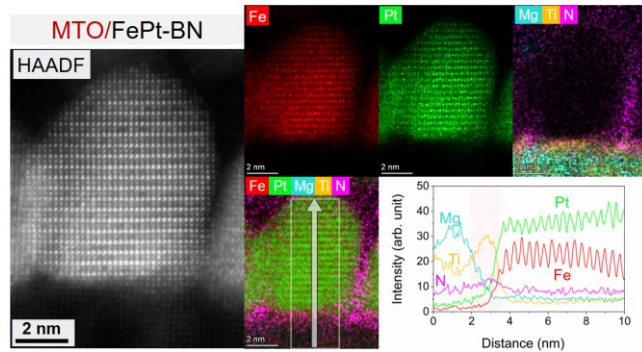 MTO/FePt-BN
HAADF
2 nm
Fe
2 nm
Pt
2 nm
Mg Ti N
2 nm
Fe Pt Mg Ti N
2 nm
Intensity (arb. unit)
50
40
30
20
10
0
Mg
Ti
N
Pt
Fe
0 2 4 6 8 10
Distance (nm)